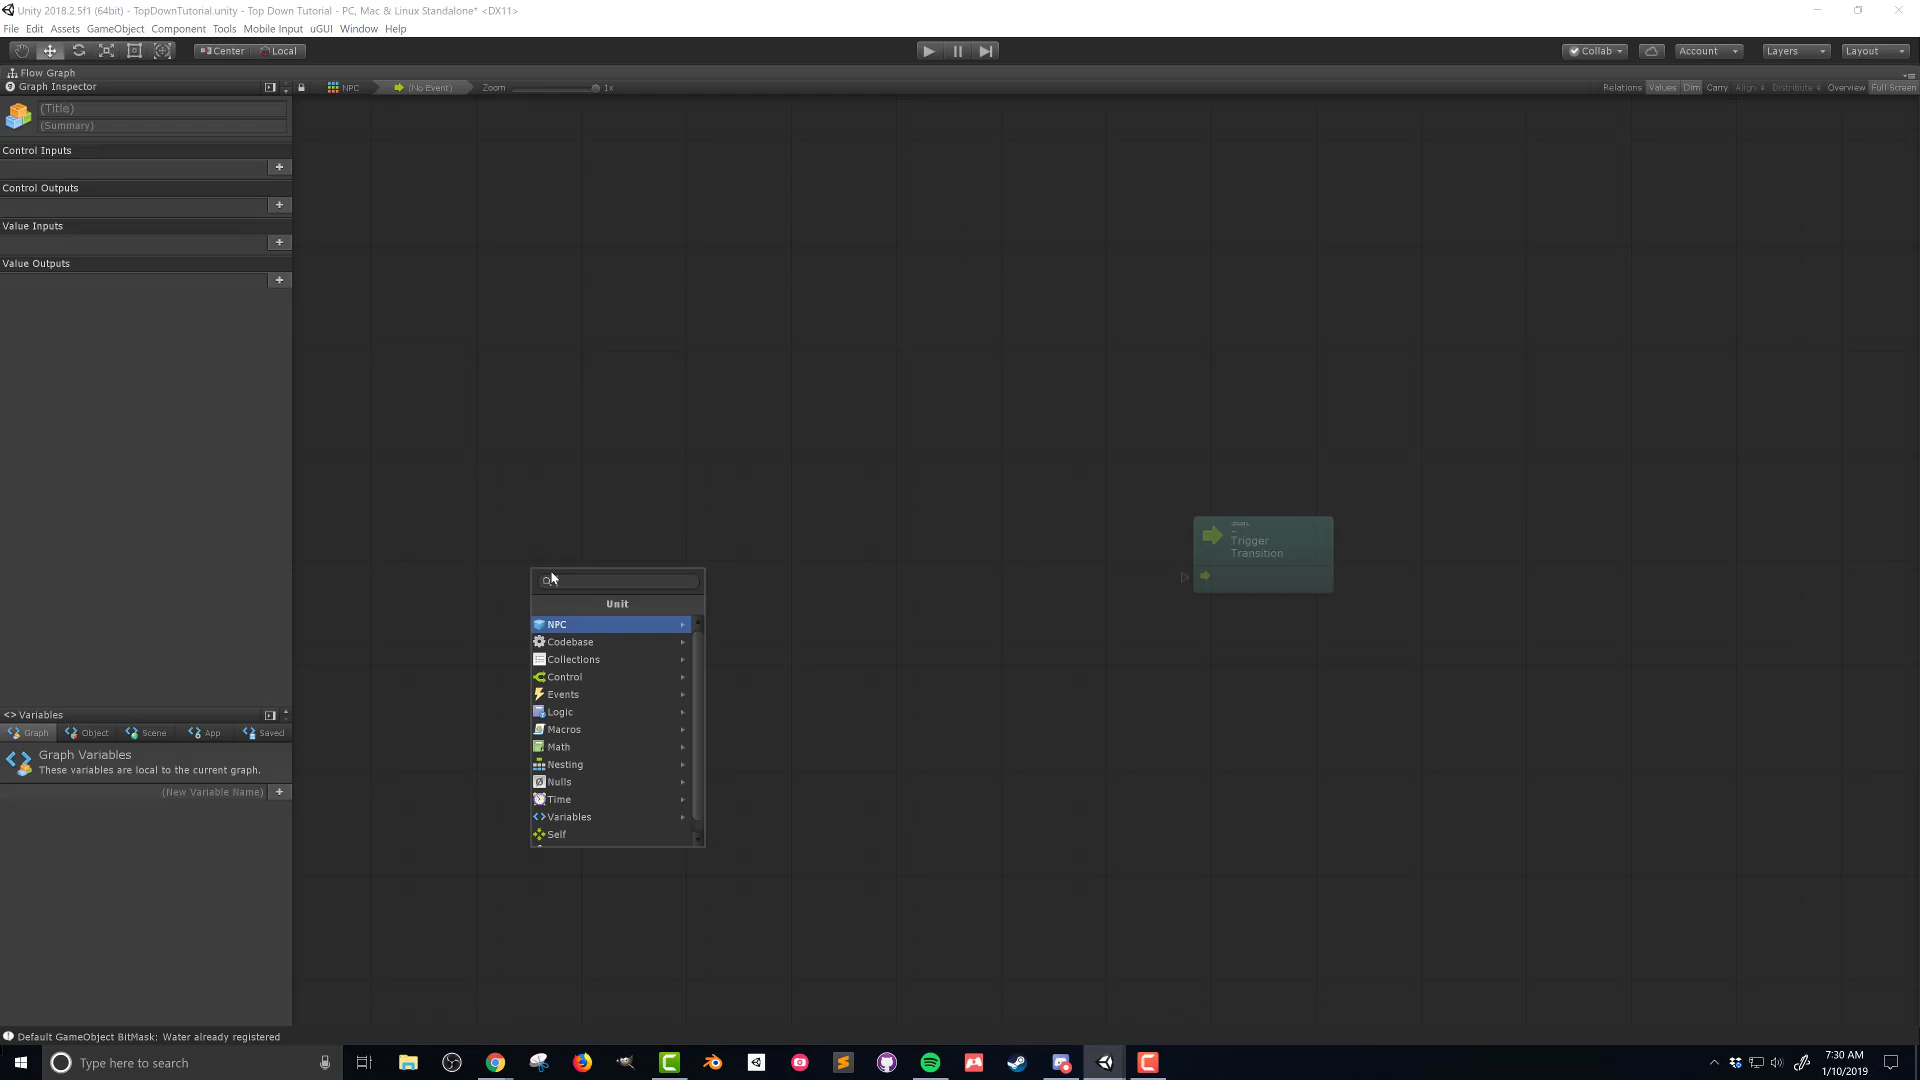 Unity 2018.2.5f1 (64bit) - TopDownTutorial.unity - Top Down Tutorial - PC, Mac & Linux Standalone* <DX11>
File Edit Assets GameObject Component Tools Mobile Input Window uGUI Help
Center Local Collab Account Layers Layout
Flow Graph
Graph Inspector NPC (No Event) Zoom 1x Relations Values Dim Carry Align Distribute Overview Full Screen
(Title)
(Summary)
Control Inputs
Control Outputs
Value Inputs
Value Outputs
Trigger
Transition
Unit
NPC
Codebase
Collections
Control
Events
Logic
Macros
Math
Nesting
Nulls
Time
Variables
Self
<> Variables
Graph Object Scene App Saved
Graph Variables
These variables are local to the current graph.
(New Variable Name)
Default GameObject BitMask: Water already registered
Type here to search
7:30 AM
1/10/2019